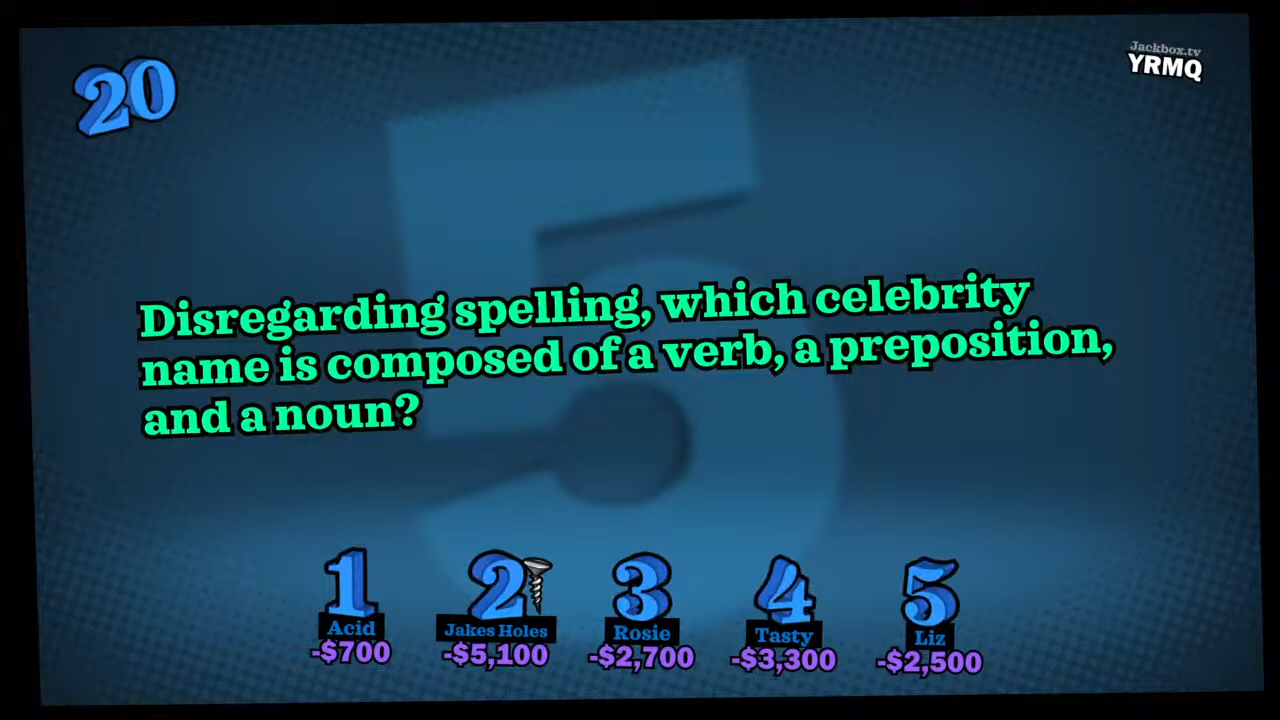 20
Jackbox.tv
YRMQ
Disregarding spelling, which celebrity
name is composed of a verb, a preposition,
and a noun?
5
1 2 3 4 5
Acid Jakes Holes Rosie Tasty Liz
-$700 -$5,100 -$2,700 -$3,300 -$2,500